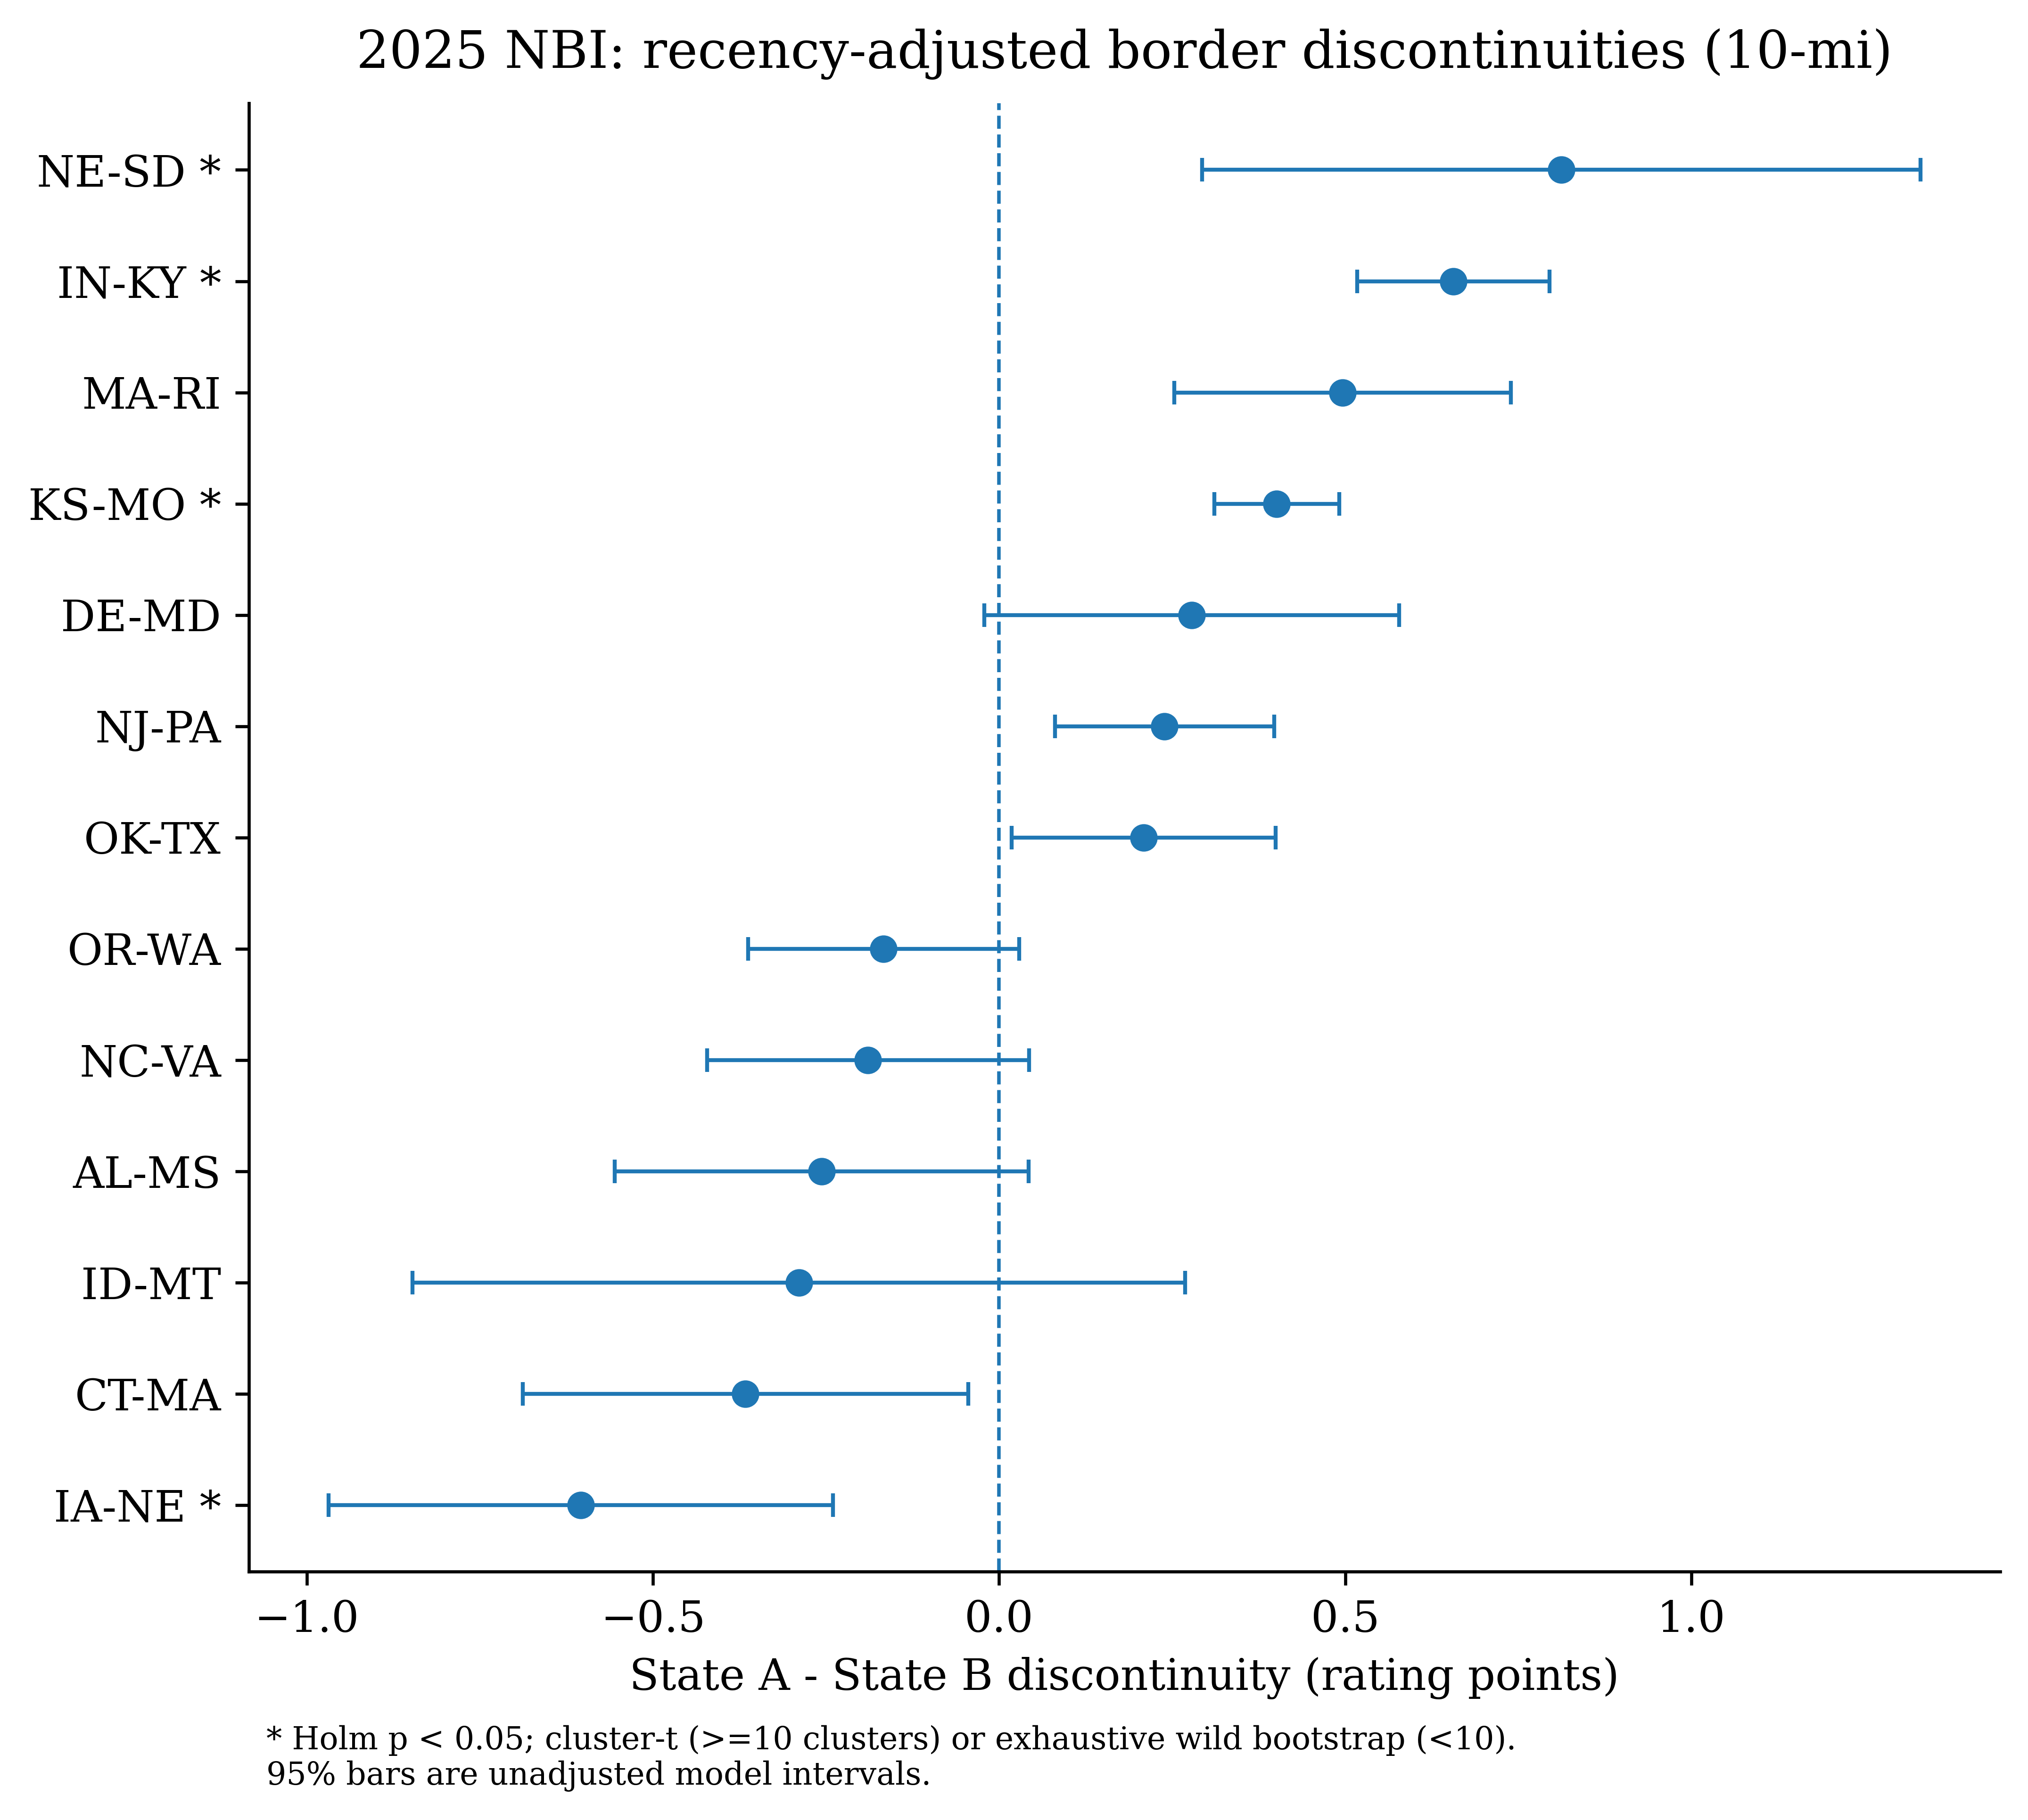 2025 NBI: recency-adjusted border discontinuities (10-mi)
NE-SD *
IN-KY *
MA-RI
KS-MO *
DE-MD
NJ-PA
OK-TX
OR-WA
NC-VA
AL-MS
ID-MT
CT-MA
IA-NE *
−1.0 −0.5 0.0 0.5 1.0
State A - State B discontinuity (rating points)
* Holm p < 0.05; cluster-t (>=10 clusters) or exhaustive wild bootstrap (<10).
95% bars are unadjusted model intervals.